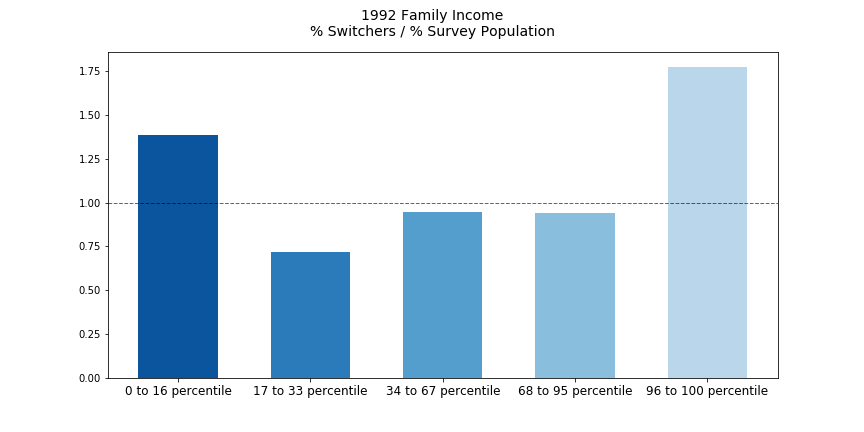 1992 Family Income
% Switchers / % Survey Population
1.75
1.50
1.25
1.00
0.75
0.50
0.25
0.00
0 to 16 percentile
17 to 33 percentile
34 to 67 percentile
68 to 95 percentile
96 to 100 percentile